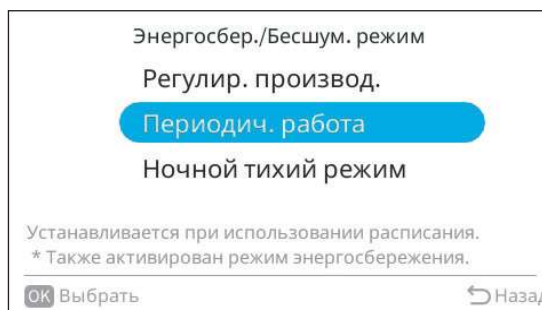 Энергосбер./Бесшум. режим
Регулир. производ.
Периодич. работа
Ночной тихий режим
Устанавливается при использовании расписания.
* Также активирован режим энергосбережения.
OK Выбрать Назад